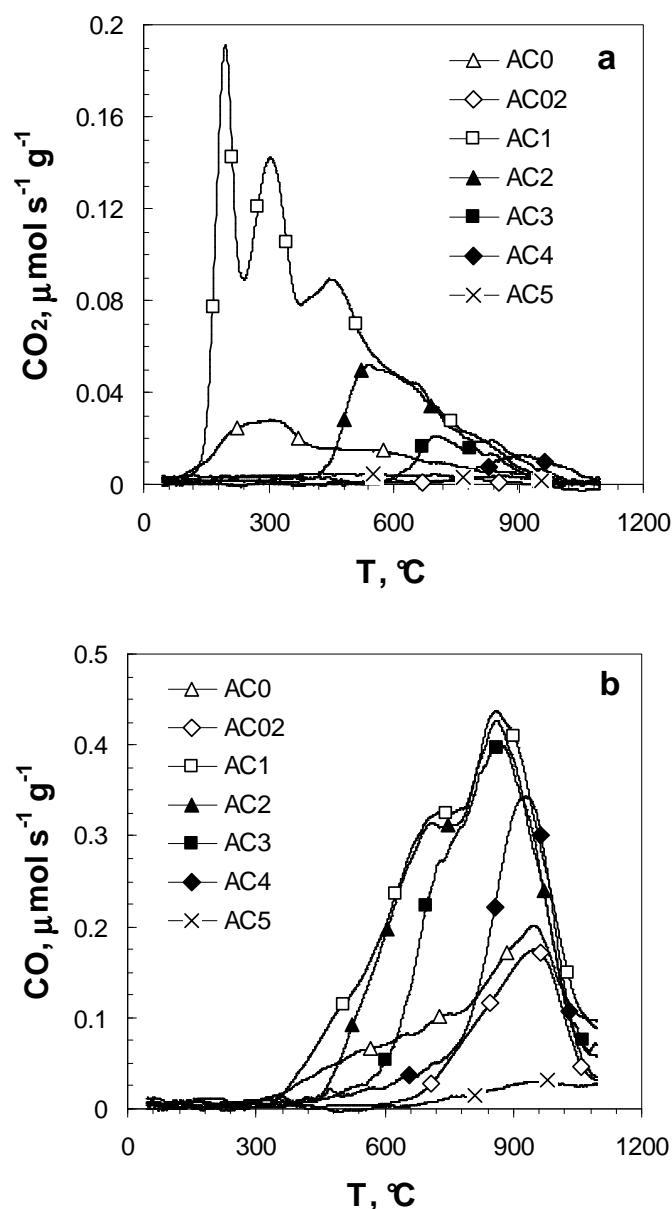 a
0.2
0.16
0.12
0.08
0.04
0
CO2, μmol s-1 g-1
AC0
AC02
AC1
AC2
AC3
AC4
AC5
0 300 600 900 1200
T, °C
b
0.5
0.4
0.3
0.2
0.1
0
CO, μmol s-1 g-1
AC0
AC02
AC1
AC2
AC3
AC4
AC5
0 300 600 900 1200
T, °C